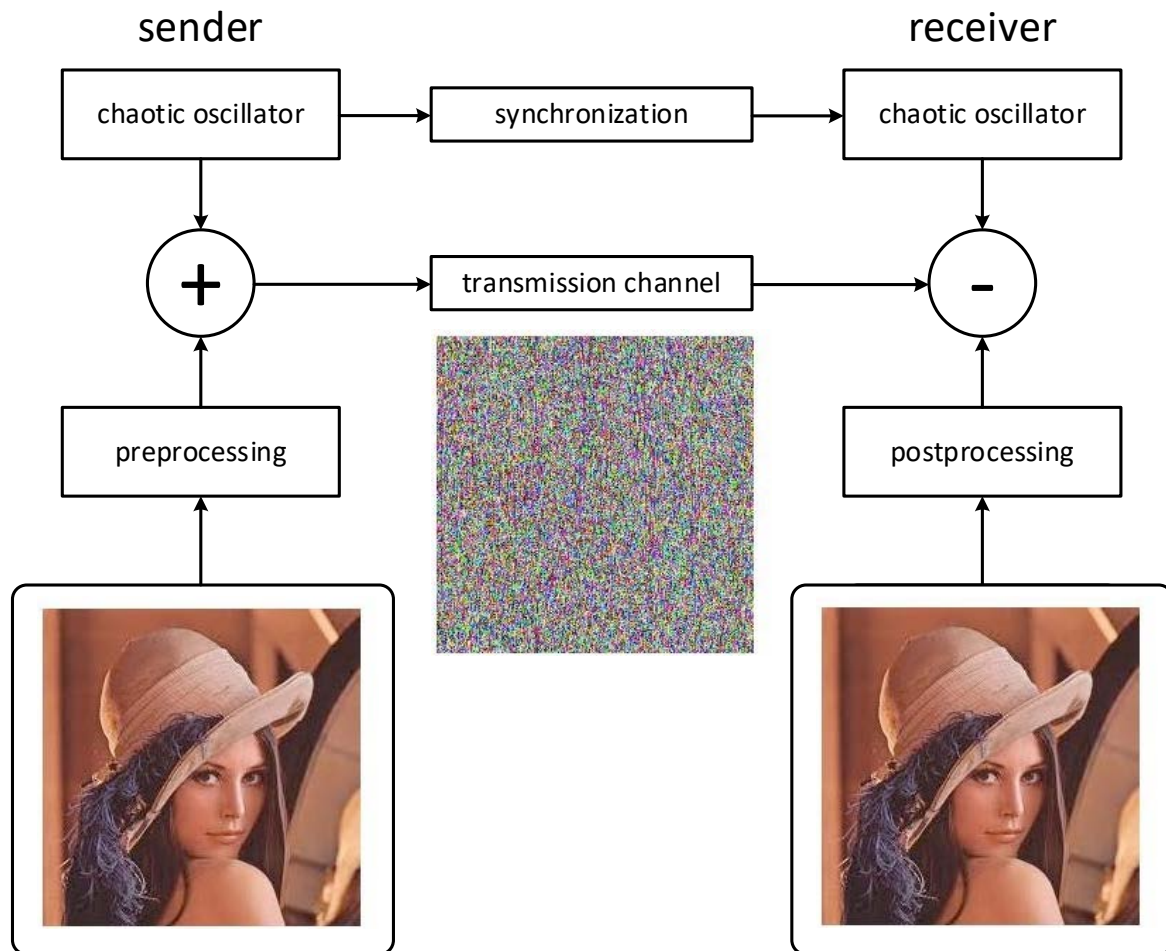 sender
receiver
chaotic oscillator
synchronization
chaotic oscillator
+
transmission channel
-
preprocessing
postprocessing